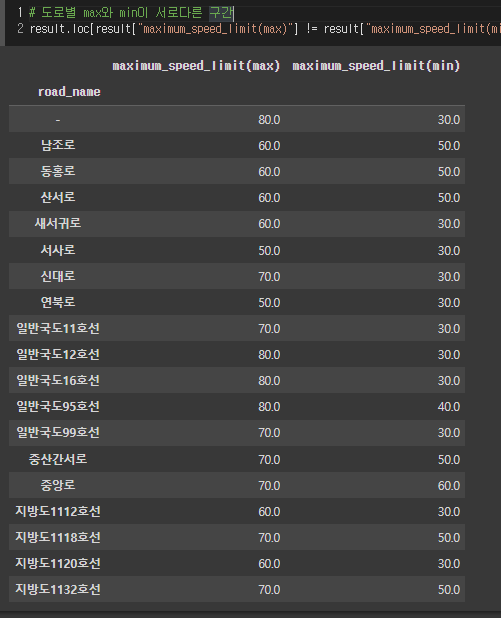 1 # 도로별 max와 min이 서로다른 구간
2 result.loc[result["maximum_speed_limit(max)"] != result["maximum_speed_limit(mi
maximum_speed_limit(max) maximum_speed_limit(min)
road_name
- 80.0 30.0
남조로 60.0 50.0
동홍로 60.0 50.0
산서로 60.0 50.0
새서귀로 60.0 30.0
서사로 50.0 30.0
신대로 70.0 30.0
연북로 50.0 30.0
일반국도11호선 70.0 30.0
일반국도12호선 80.0 30.0
일반국도16호선 80.0 30.0
일반국도95호선 80.0 40.0
일반국도99호선 70.0 30.0
중산간서로 70.0 50.0
중앙로 70.0 60.0
지방도1112호선 60.0 30.0
지방도1118호선 70.0 50.0
지방도1120호선 60.0 30.0
지방도1132호선 70.0 50.0